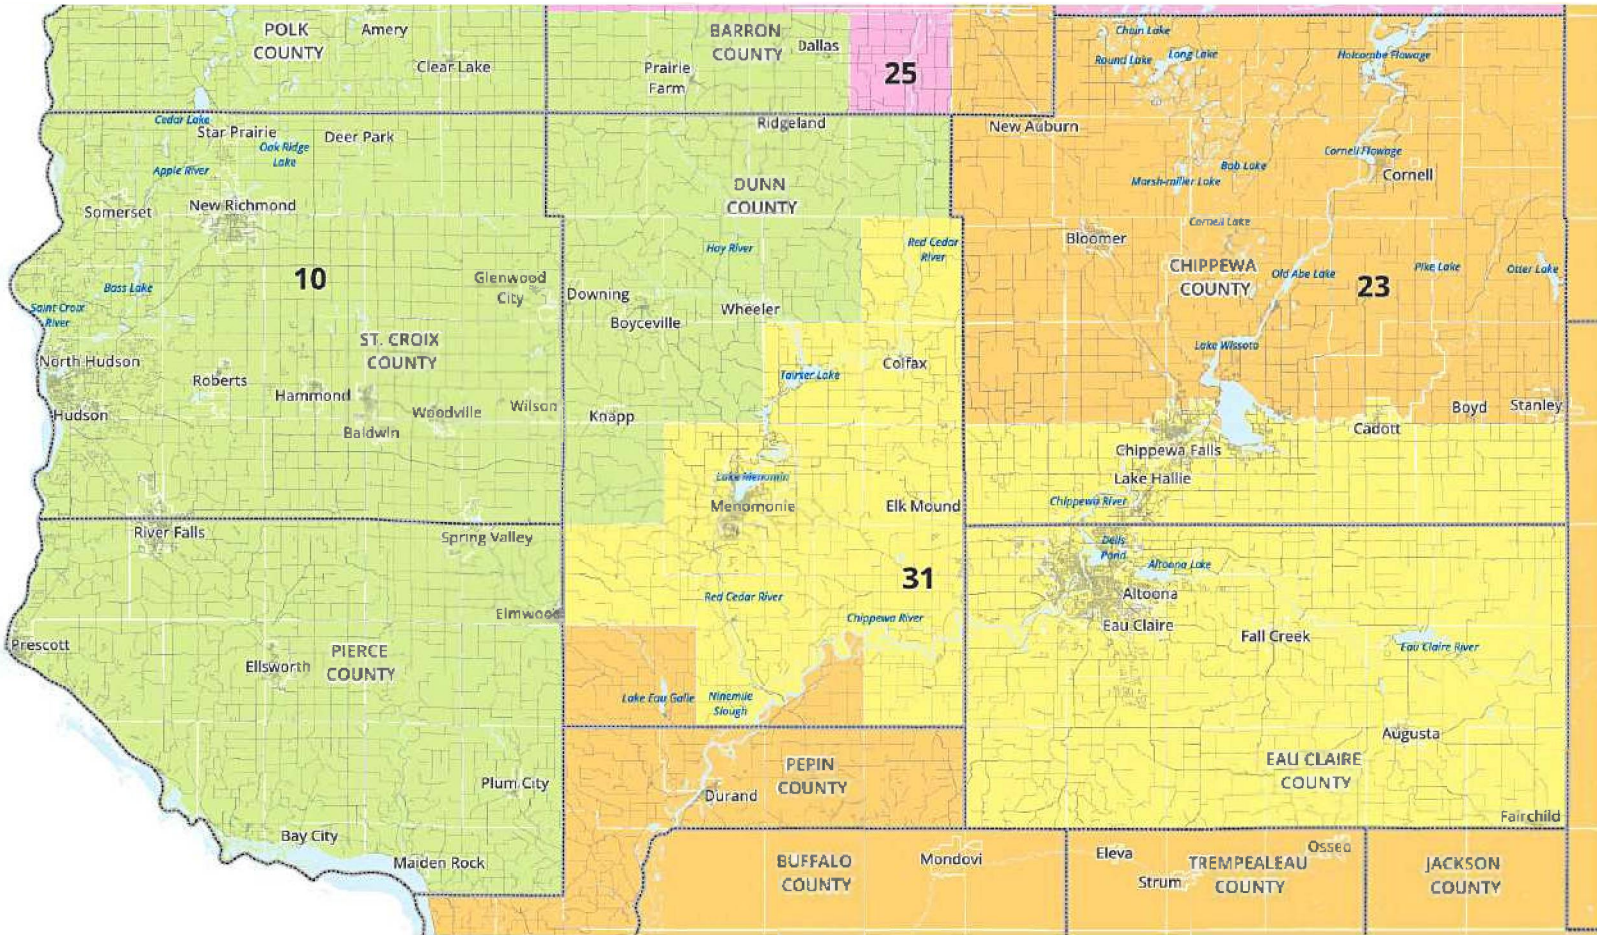 POLK
COUNTY
Amery
Clear Lake
BARRON
COUNTY
Dallas
Prairie
Farm
25
Chain Lake
Round Lake
Long Lake
Holcombe Flowage
Cedar Lake
Star Prairie
Oak Ridge
Lake
Deer Park
Apple River
Somerset
New Richmond
Ridgeland
DUNN
COUNTY
New Auburn
Bob Lake
Marsh-miller Lake
Cornell Flowage
Cornell
Cornell Lake
Bloomer
CHIPPEWA
COUNTY
Old Abe Lake
23
Pike Lake
Otter Lake
Hay River
Red Cedar
River
10
Bass Lake
Saint Croix
River
Glenwood
City
Downing
Boyceville
Wheeler
ST. CROIX
COUNTY
North Hudson
Roberts
Hammond
Hudson
Baldwin
Woodville
Wilson
Knapp
Tainter Lake
Colfax
Lake Wissota
Boyd
Stanley
Cadott
Chippewa Falls
Lake Hallie
Chippewa River
Lake Menomin
Menomonie
Elk Mound
River Falls
Spring Valley
31
Red Cedar River
Chippewa River
Dells
Pond
Altoona Lake
Altoona
Eau Claire
Fall Creek
Eau Claire River
Elmwood
Prescott
Ellsworth
PIERCE
COUNTY
Lake Eau Galle
Ninemile
Slough
Augusta
EAU CLAIRE
COUNTY
Fairchild
Plum City
PEPIN
COUNTY
Durand
Bay City
Maiden Rock
BUFFALO
COUNTY
Mondovi
Eleva
Strum
TREMPEALEAU
COUNTY
Osseo
JACKSON
COUNTY